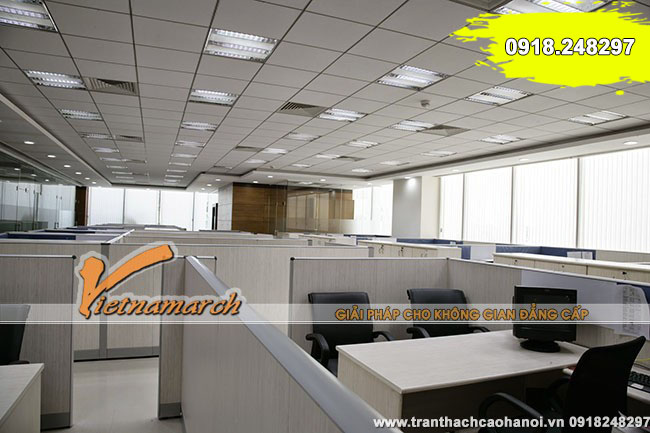 0918.248297
Vietnamarch
GIẢI PHÁP CHO KHÔNG GIAN ĐẲNG CẤP
www.tranthachcaohanoi.vn 0918248297